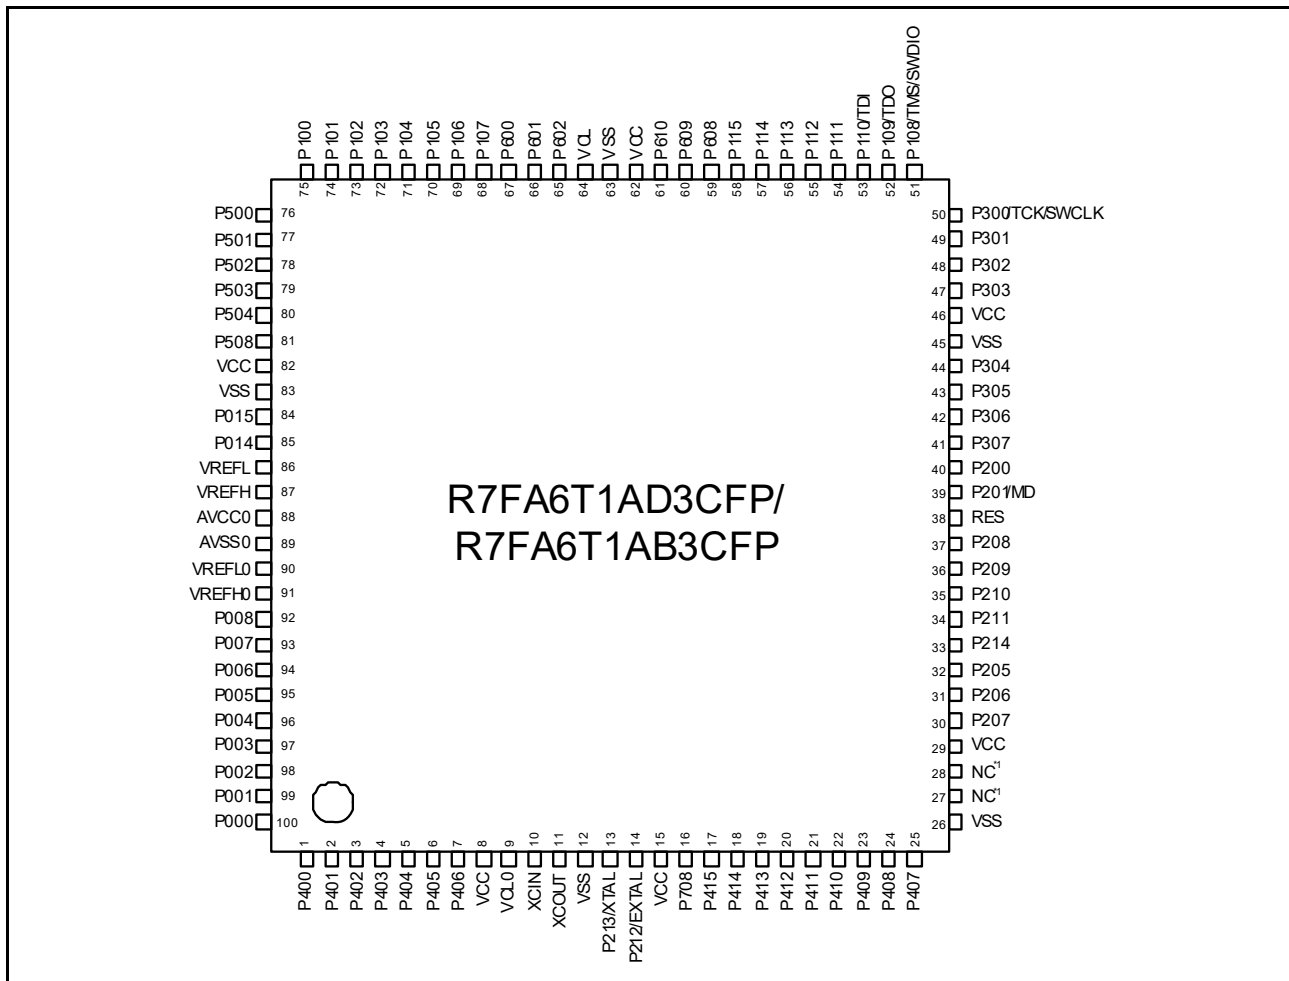 P100
P101
P102
P103
P104
P105
P106
P107
P600
P601
P602
VCL
VSS
VCC
P610
P609
P608
P115
P114
P113
P112
P111
P110/TDI
P109/TDO
P108/TMS/SWDIO
75
74
73
72
71
70
69
68
67
66
65
64
63
62
61
60
59
58
57
56
55
54
53
52
51
P500 76
P501 77
P502 78
P503 79
P504 80
P508 81
VCC 82
VSS 83
P015 84
P014 85
VREFL 86
VREFH 87
AVCC0 88
AVSS0 89
VREFL0 90
VREFH0 91
P008 92
P007 93
P006 94
P005 95
P004 96
P003 97
P002 98
P001 99
P000 100
R7FA6T1AD3CFP/
R7FA6T1AB3CFP
50 P300/TCK/SWCLK
49 P301
48 P302
47 P303
46 VCC
45 VSS
44 P304
43 P305
42 P306
41 P307
40 P200
39 P201/MD
38 RES
37 P208
36 P209
35 P210
34 P211
33 P214
32 P205
31 P206
30 P207
29 VCC
28 NC*1
27 NC*1
26 VSS
1
2
3
4
5
6
7
8
9
10
11
12
13
14
15
16
17
18
19
20
21
22
23
24
25
P400
P401
P402
P403
P404
P405
P406
VCC
VCL0
XCIN
XCOUT
VSS
P213/XTAL
P212/EXTAL
VCC
P708
P415
P414
P413
P412
P411
P410
P409
P408
P407